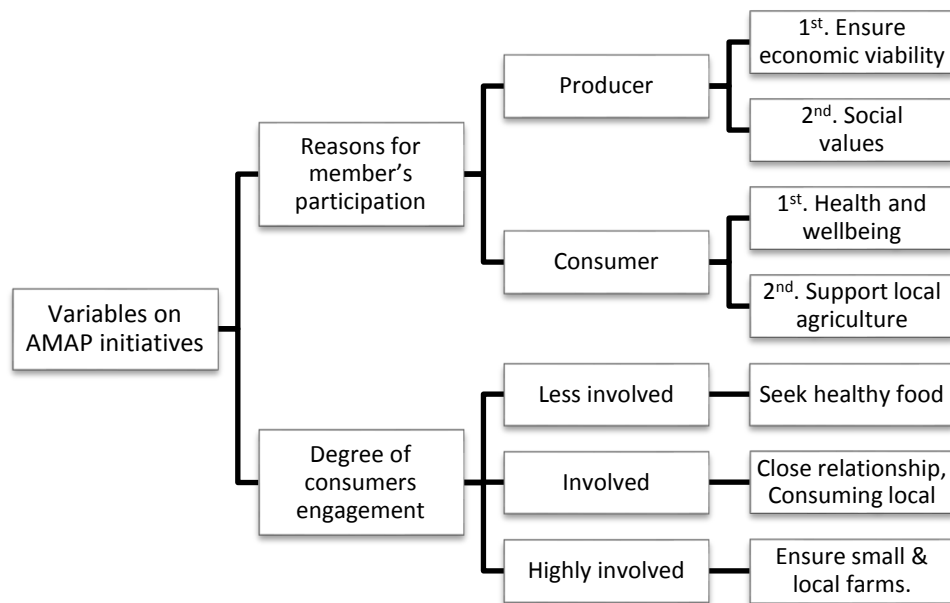 Variables on
AMAP initiatives
Reasons for
member’s
participation
Producer
1st. Ensure
economic viability
2nd. Social
values
Consumer
1st. Health and
wellbeing
2nd. Support local
agriculture
Degree of
consumers
engagement
Less involved
Seek healthy food
Involved
Close relationship,
Consuming local
Highly involved
Ensure small &
local farms.